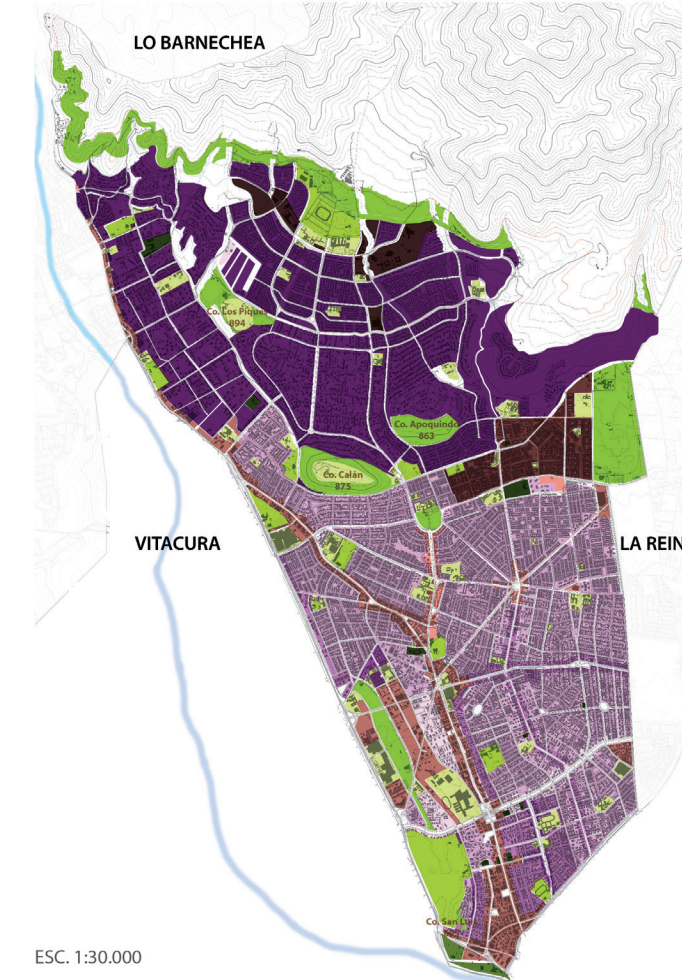 LO BARNECHEA
Co. Los Piques
894
Co. Apoquindo
863
Co. Calán
875
VITACURA
LA REIN
Co. San Lu
ESC. 1:30.000